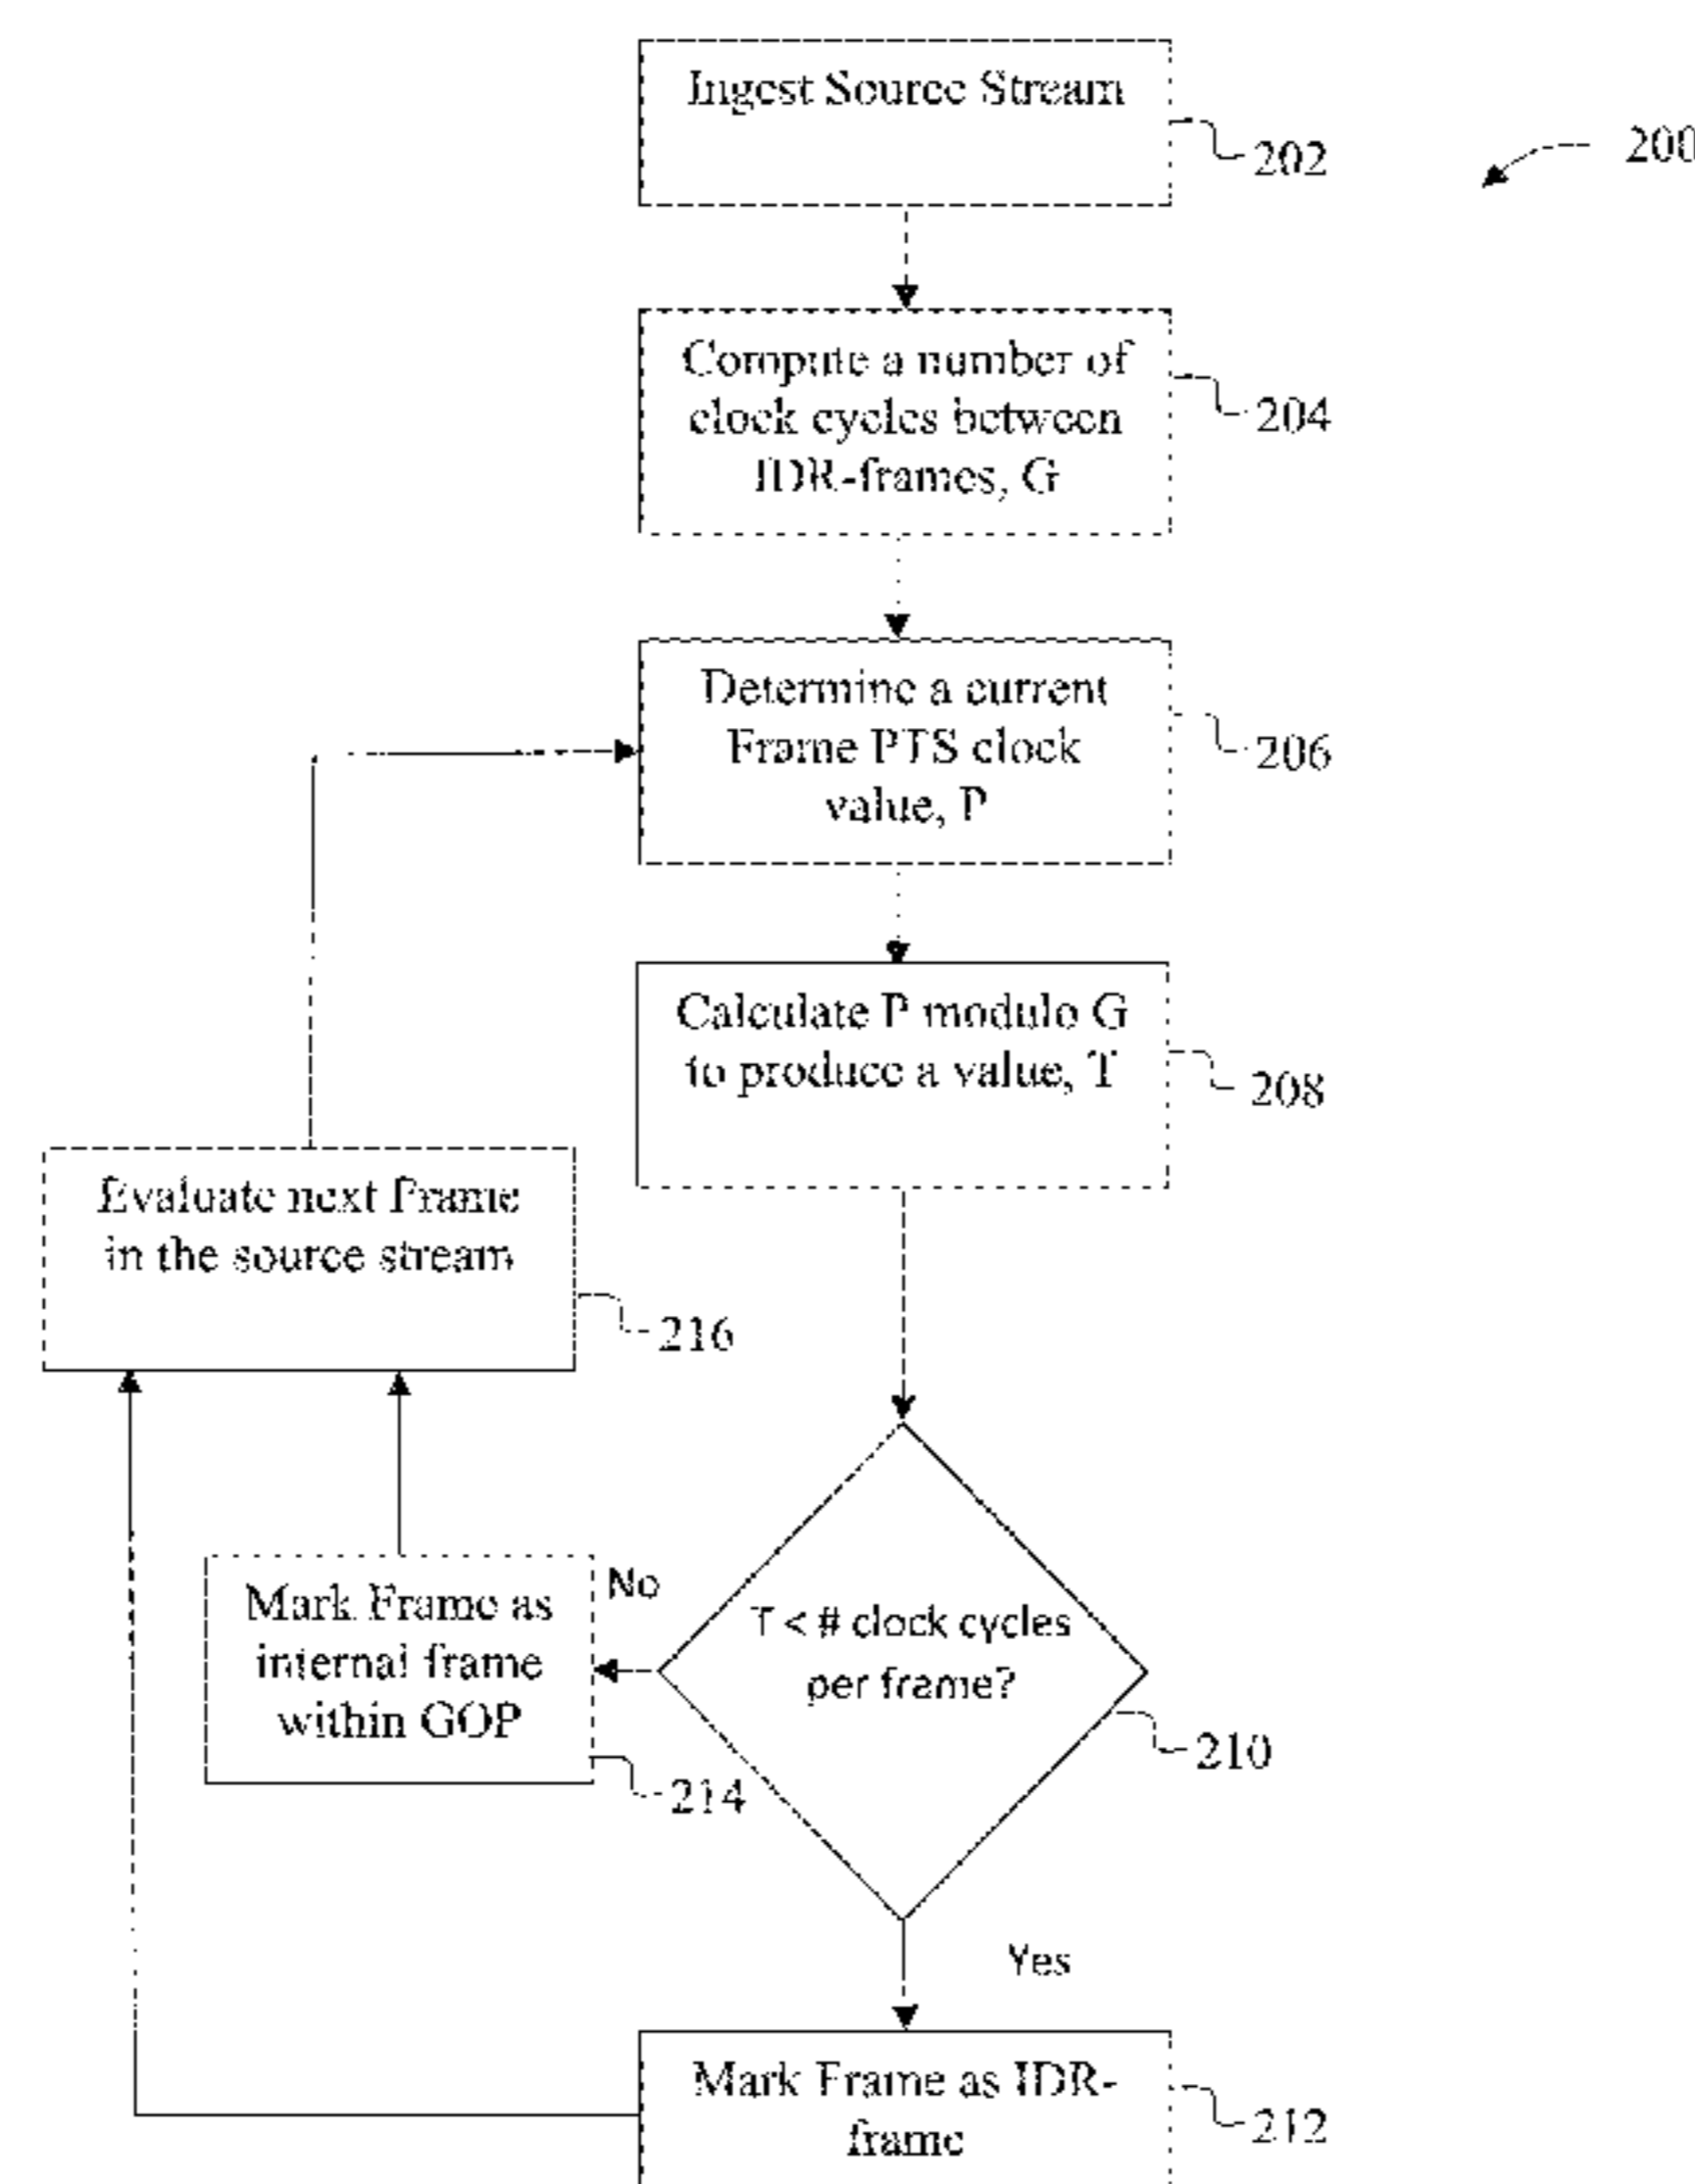 Ingest Source Stream
202
200
Compute a number of
clock cycles between
IDR-frames, G
204
Determine a current
Frame PTS clock
value, P
206
Calculate P modulo G
to produce a value, T
208
Evaluate next Frame
in the source stream
216
Mark Frame as
internal frame
within GOP
214
No
T < # clock cycles
per frame?
210
Yes
Mark Frame as IDR-
frame
212